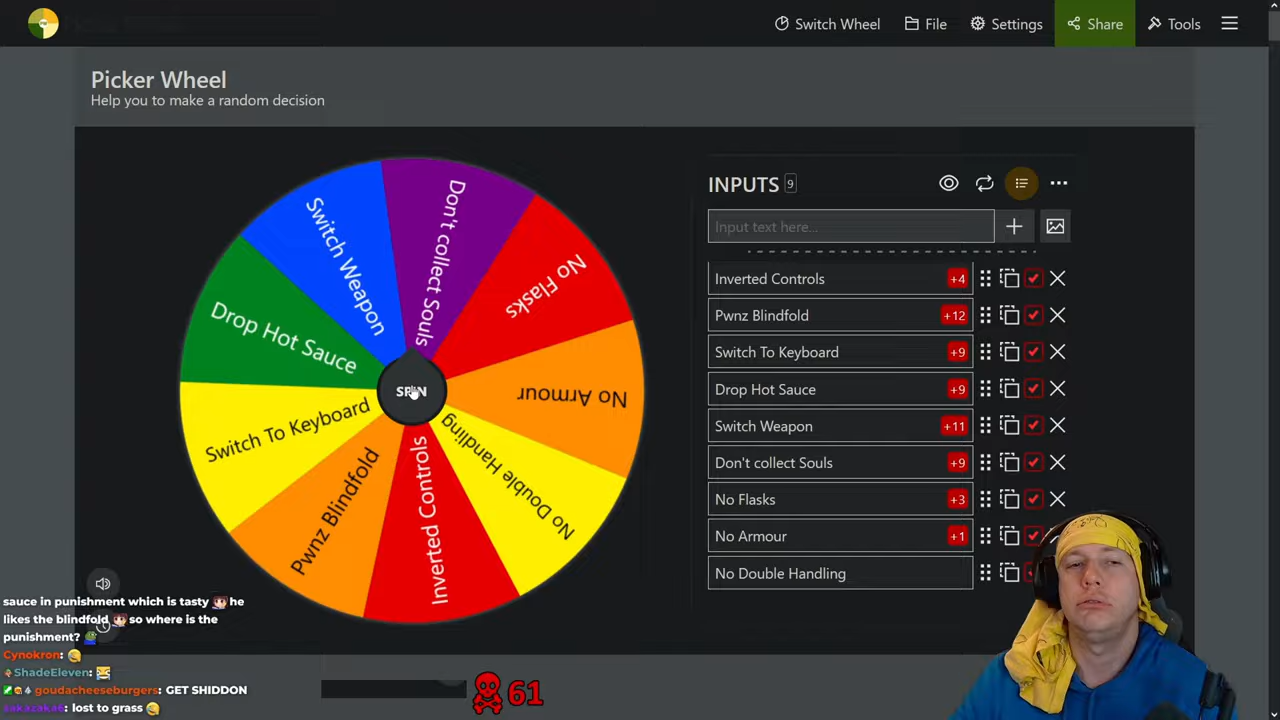 Switch Wheel
File
Settings
Share
Tools
Picker Wheel
Help you to make a random decision
Don't collect Souls
No Flasks
No Armour
No Double Handling
Inverted Controls
Pwnz Blindfold
Switch To Keyboard
Drop Hot Sauce
Switch Weapon
INPUTS 9
Input text here...
Inverted Controls +4
Pwnz Blindfold +12
Switch To Keyboard +9
Drop Hot Sauce +9
Switch Weapon +11
Don't collect Souls +9
No Flasks +3
No Armour +1
No Double Handling
sauce in punishment which is tasty he
likes the blindfold so where is the
punishment?
Cynokron:
ShadeEleven:
goudacheeseburgers: GET SHIDDON
lost to grass
61